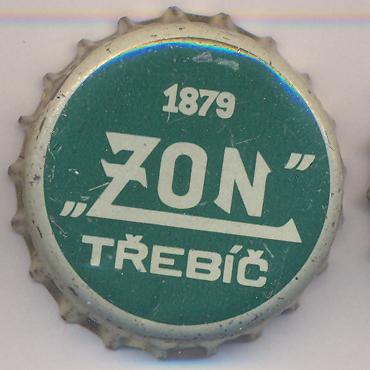 1879
„ZON”
TŘEBÍČ